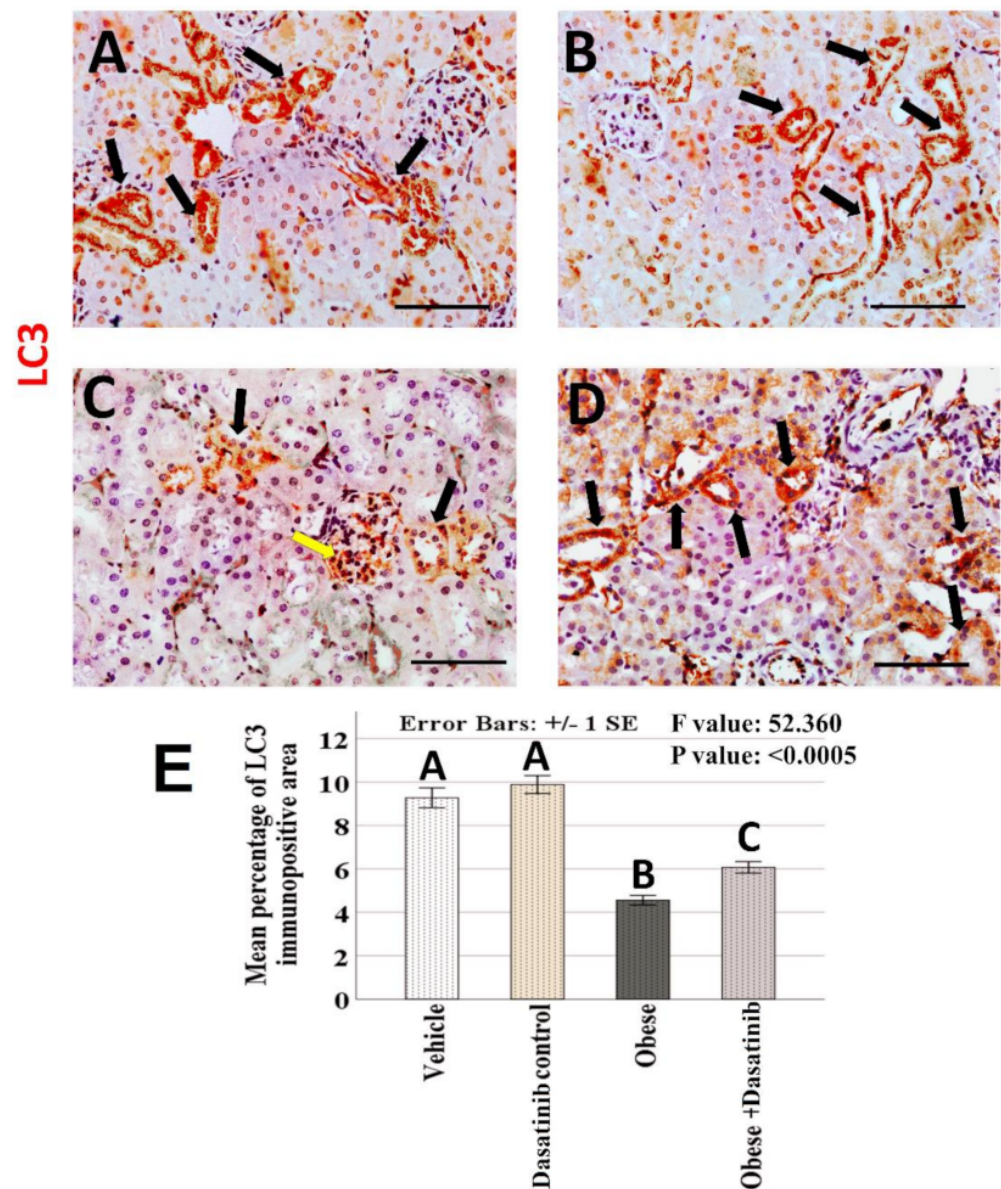 A
B
LC3
C
D
E
Error Bars: +/- 1 SE
F value: 52.360
P value: <0.0005
Mean percentage of LC3
immunopositive area
12
10
8
6
4
2
0
A
A
B
C
Vehicle
Dasatinib control
Obese
Obese +Dasatinib